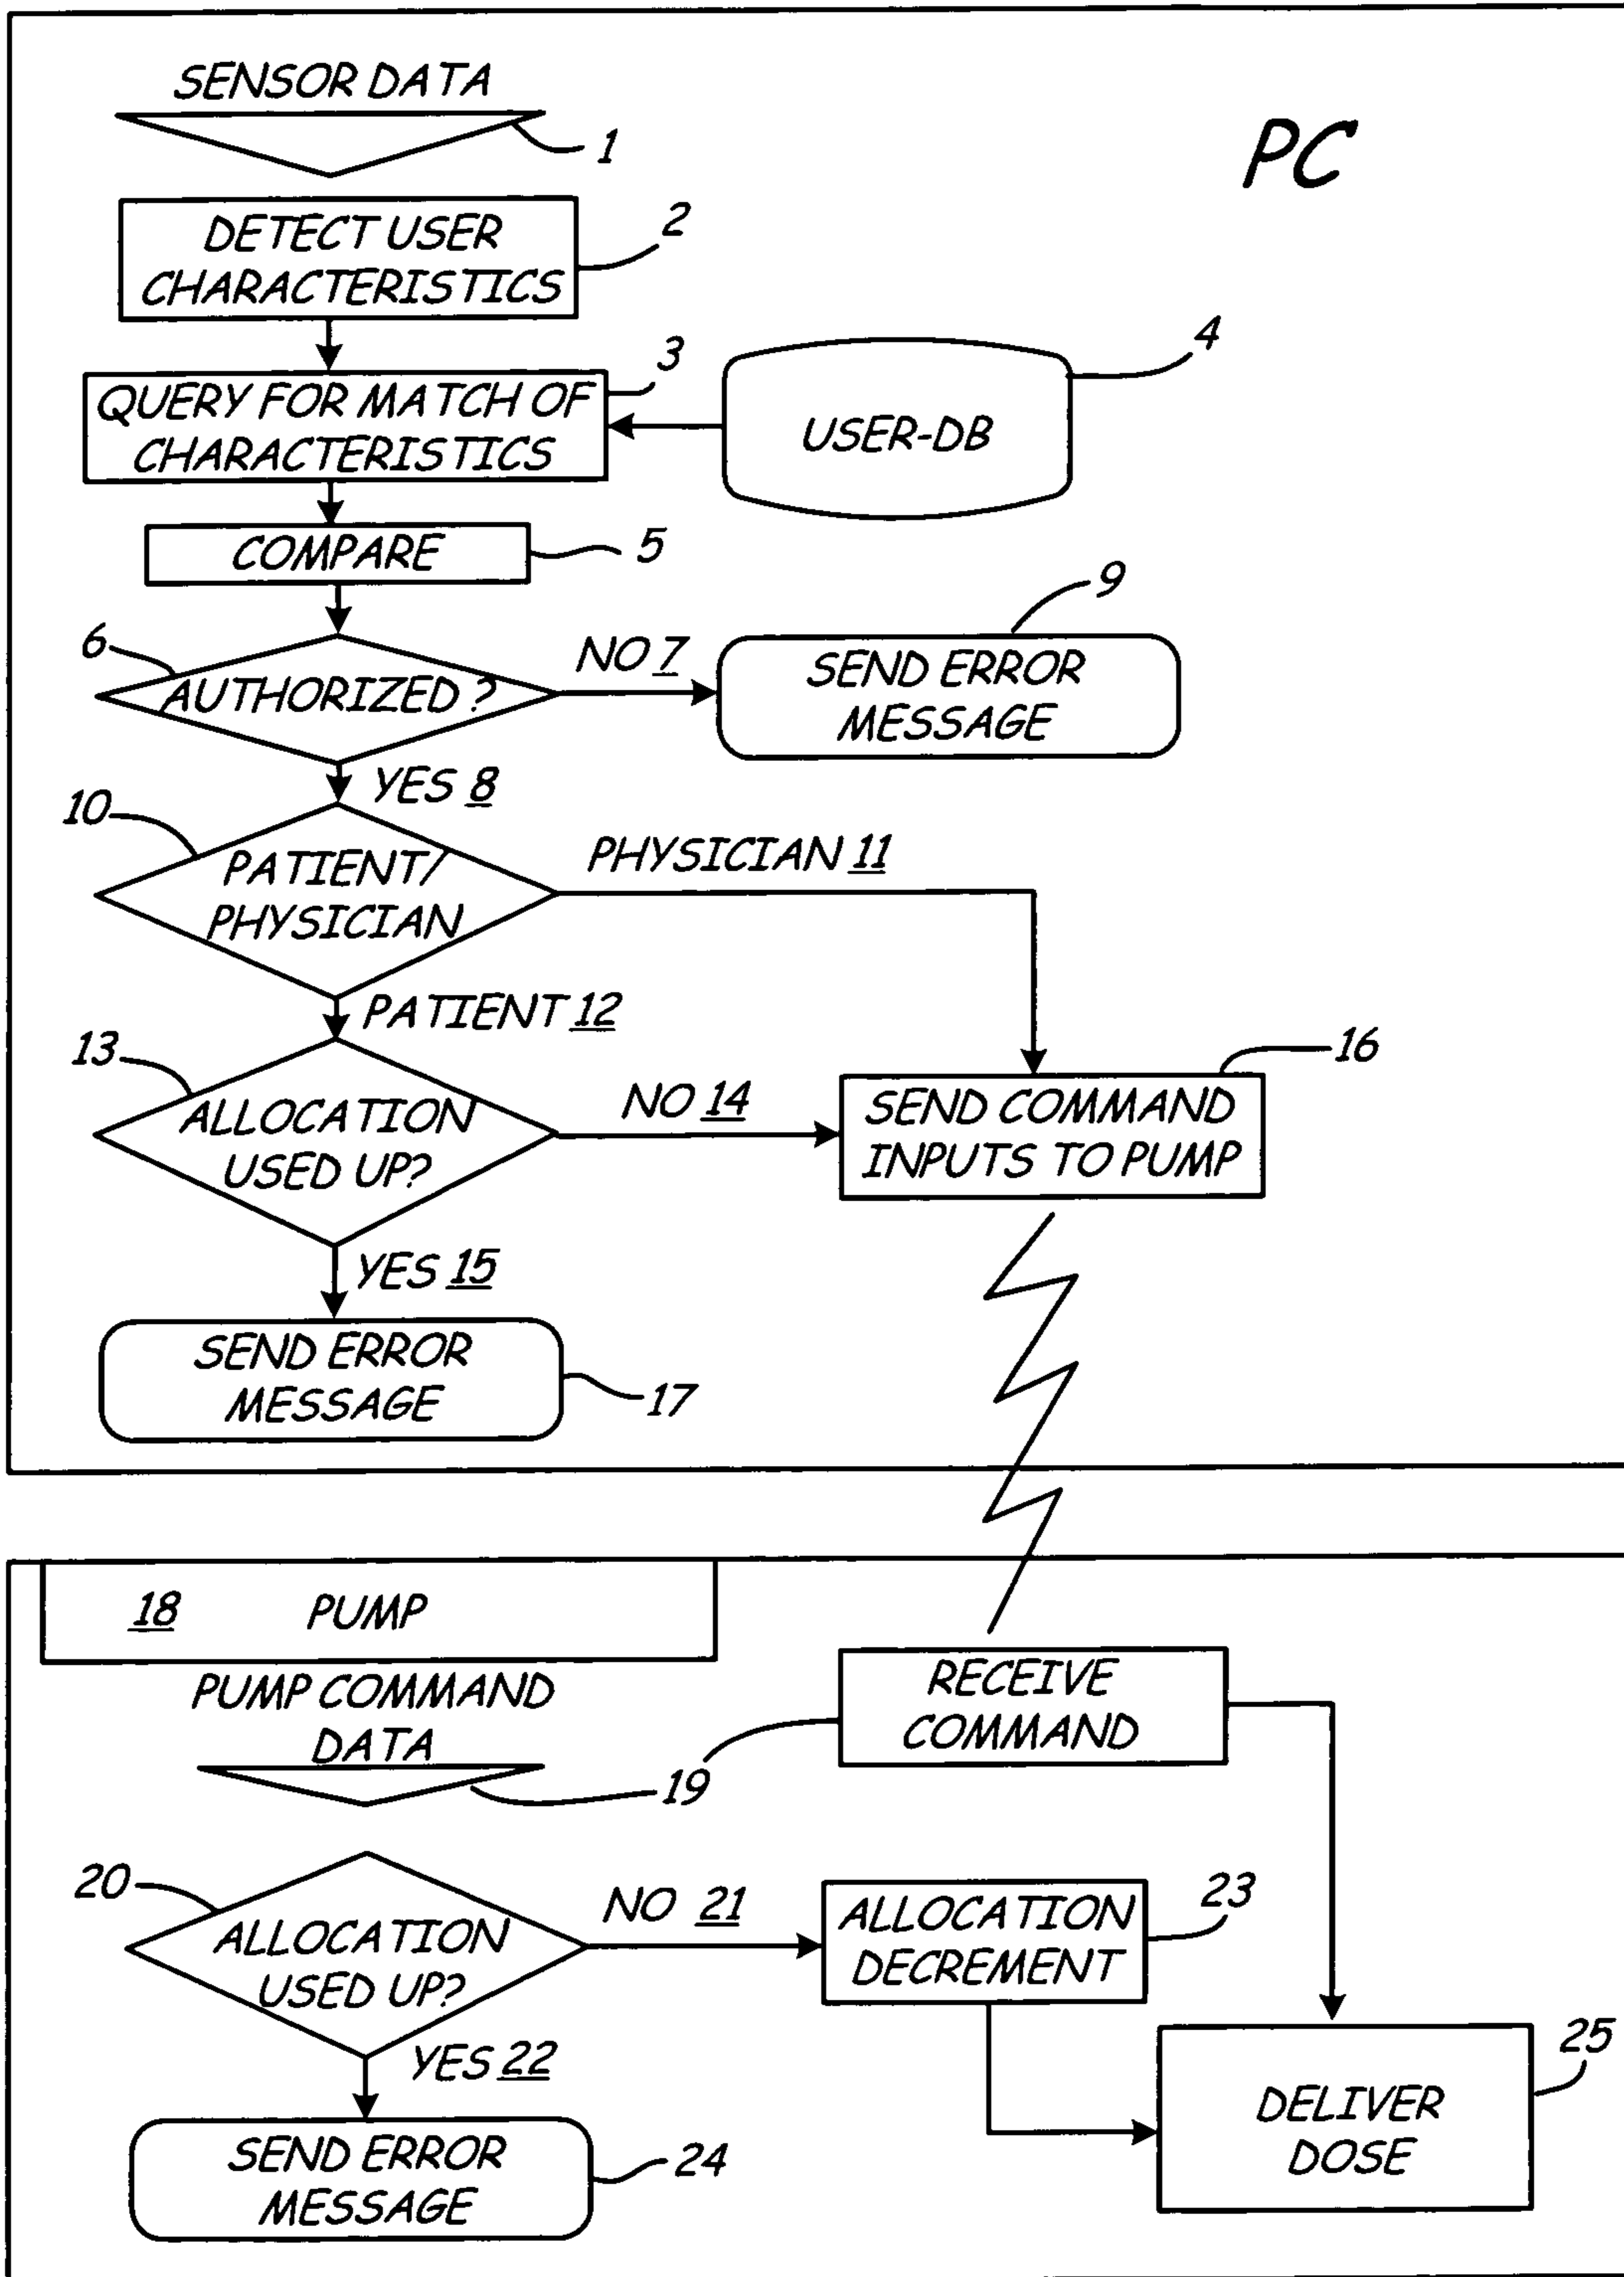 SENSOR DATA
1
PC
DETECT USER
CHARACTERISTICS
2
QUERY FOR MATCH OF
CHARACTERISTICS
3
USER-DB
4
COMPARE
5
6
AUTHORIZED ?
NO 7
SEND ERROR
MESSAGE
9
YES 8
10
PATIENT/
PHYSICIAN
PHYSICIAN 11
PATIENT 12
13
ALLOCATION
USED UP?
NO 14
SEND COMMAND
INPUTS TO PUMP
16
YES 15
SEND ERROR
MESSAGE
17
18 PUMP
PUMP COMMAND
DATA
19
RECEIVE
COMMAND
20
ALLOCATION
USED UP?
NO 21
ALLOCATION
DECREMENT
23
YES 22
SEND ERROR
MESSAGE
24
DELIVER
DOSE
25